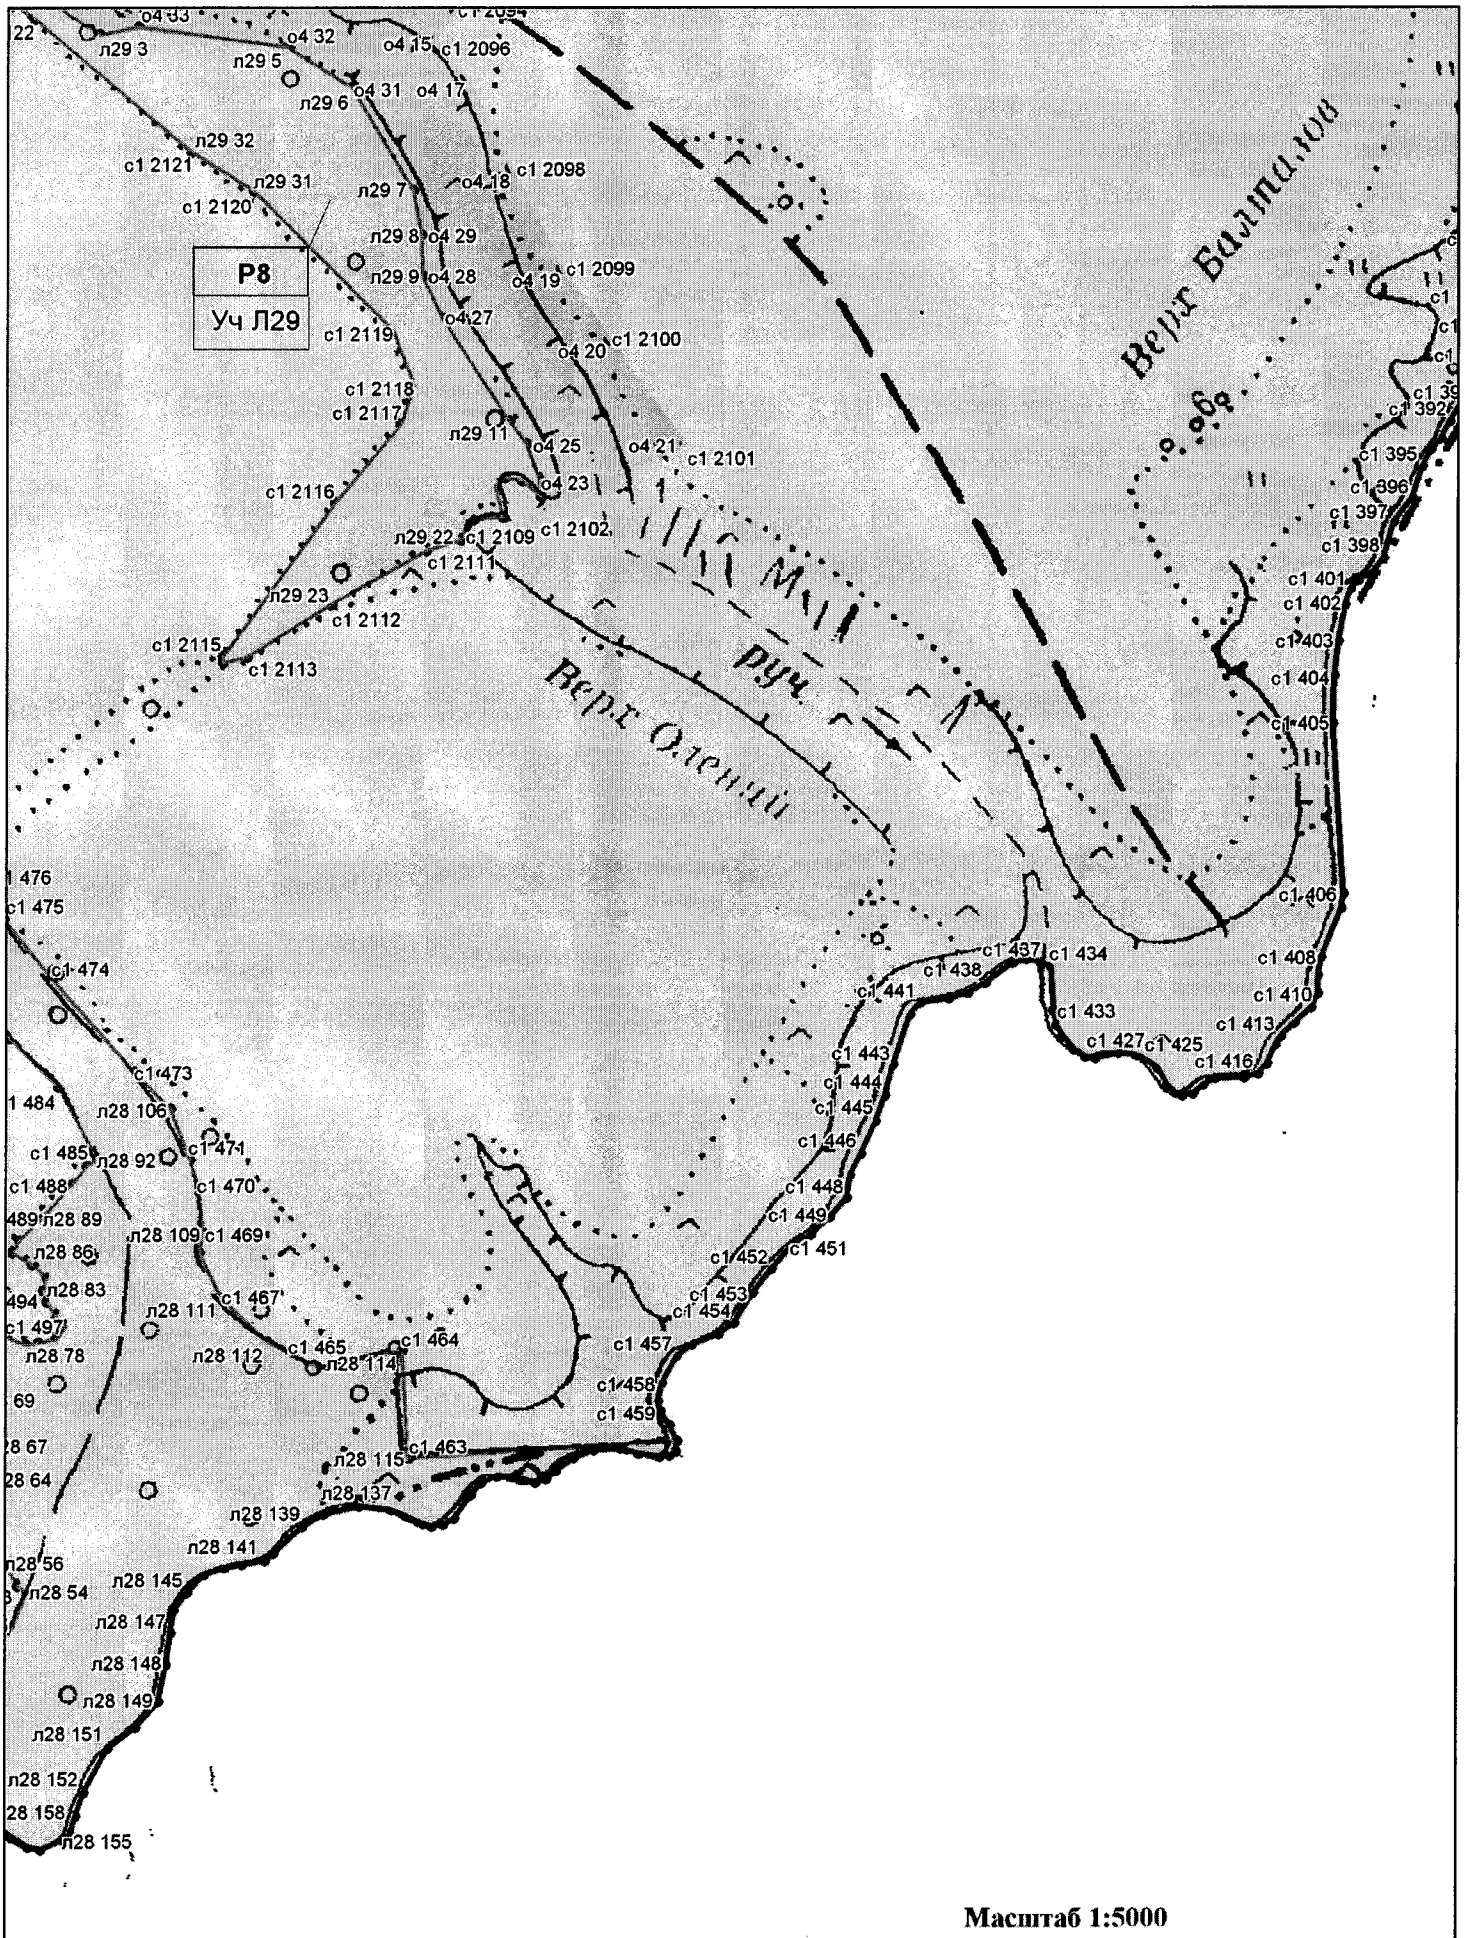 22
о4 33
л29 3
о4 32
л29 5
о4 15
с1 2094
с1 2096
л29 6
о4 31
о4 17
л29 32
с1 2121
л29 31
с1 2120
л29 7
о4 18
с1 2098
л29 8
о4 29
Р8
Уч Л29
л29 9
о4 28
о4 19
с1 2099
о4 27
с1 2119
о4 20
с1 2100
с1 2118
с1 2117
л29 11
о4 25
о4 21
с1 2101
о4 23
с1 2116
л29 22
с1 2109
с1 2102
с1 2111
л29 23
с1 2112
с1 2115
с1 2113
Верх Балталов
с1
с1
с1
с1 39
с1 392
с1 395
с1 396
с1 397
с1 398
с1 401
с1 402
с1 403
с1 404
с1 405
руч
Верх Олений
1 476
с1 475
с1 474
с1 406
с1 437
с1 434
с1 438
с1 408
с1 441
с1 410
с1 433
с1 413
с1 427
с1 425
с1 416
с1 443
с1 473
с1 444
1 484
л28 106
с1 445
с1 446
с1 485
л28 92
с1 471
с1 488
с1 470
с1 448
489
л28 89
с1 449
л28 109
с1 469
л28 86
с1 452
с1 451
л28 83
494
с1 467
с1 453
л28 111
с1 454
с1 497
л28 78
л28 112
с1 465
л28 114
с1 464
с1 457
69
с1 458
с1 459
28 67
с1 463
л28 115
28 64
л28 137
л28 139
л28 141
л28 56
л28 54
л28 145
л28 147
л28 148
л28 149
л28 151
л28 152
28 158
л28 155
Масштаб 1:5000